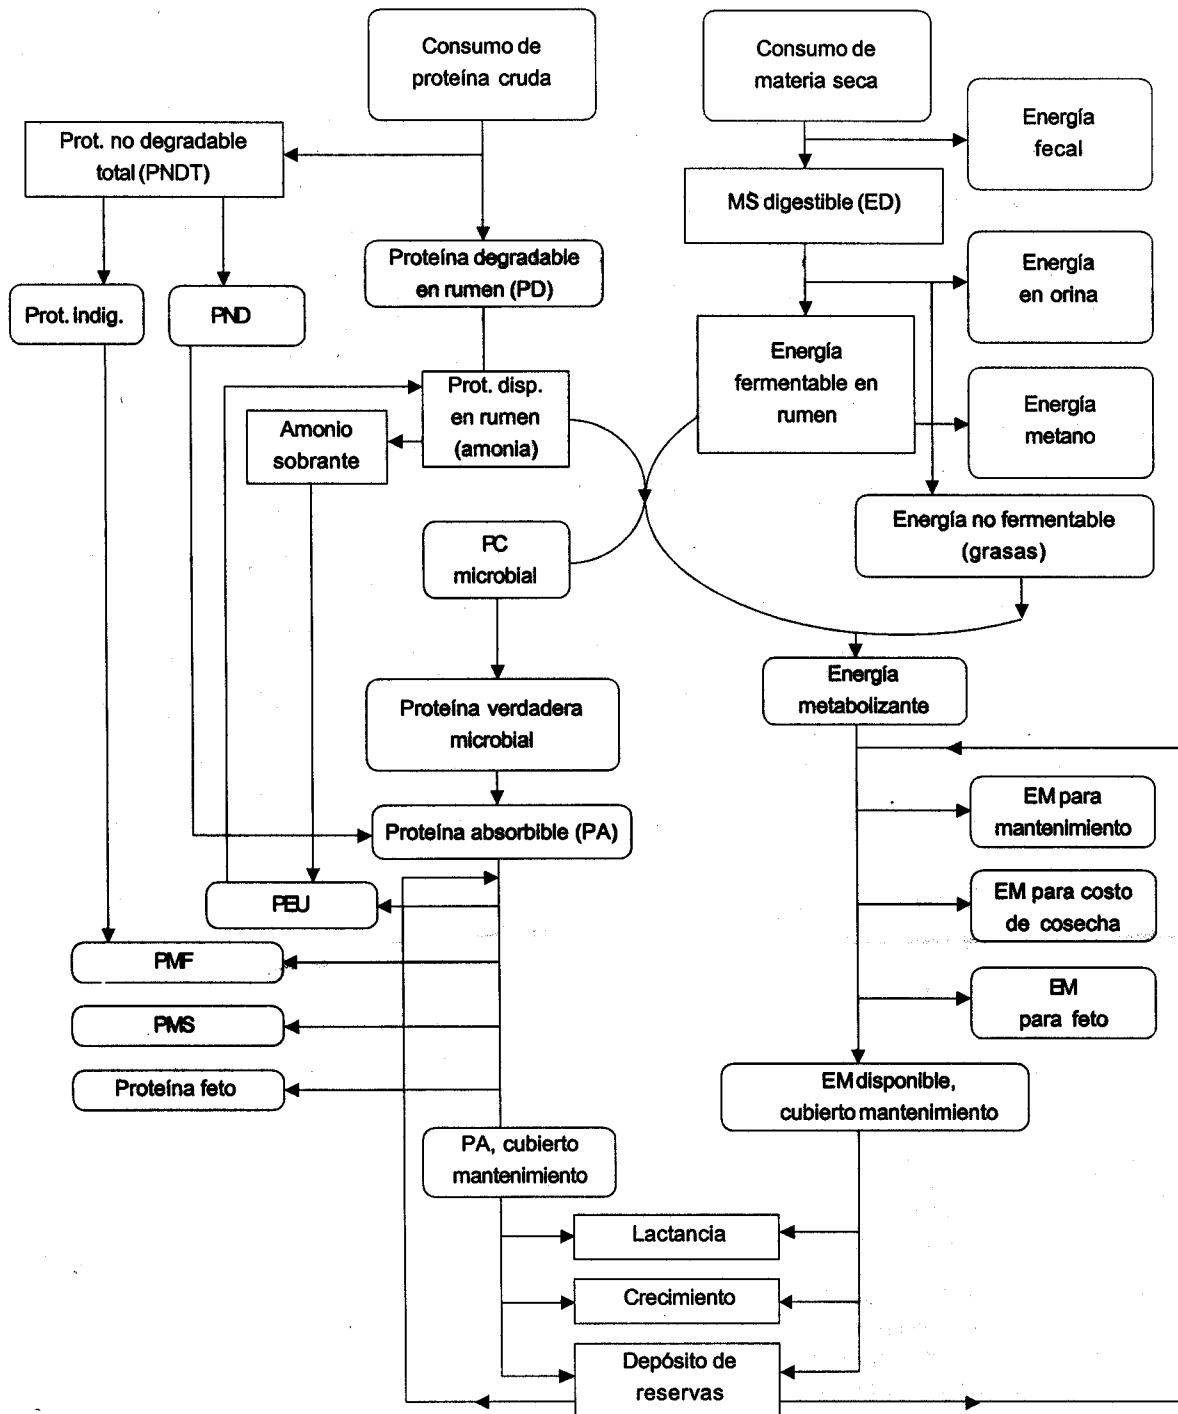 Consumo de
proteína cruda
Consumo de
materia seca
Energía
fecal
Prot. no degradable
total (PNDT)
MS digestible (ED)
Proteína degradable
en rumen (PD)
Energía
en orina
Prot. indig.
PND
Energía
fermentable en
rumen
Prot. disp.
en rumen
(amonia)
Energía
metano
Amonio
sobrante
Energía no fermentable
(grasas)
PC
microbial
Energía
metabolizante
Proteína verdadera
microbial
EM para
mantenimiento
Proteína absorbible (PA)
EM para costo
de cosecha
PEU
PMF
EM
para feto
PMS
Proteína feto
EM disponible,
cubierto mantenimiento
PA, cubierto
mantenimiento
Lactancia
Crecimiento
Depósito de
reservas